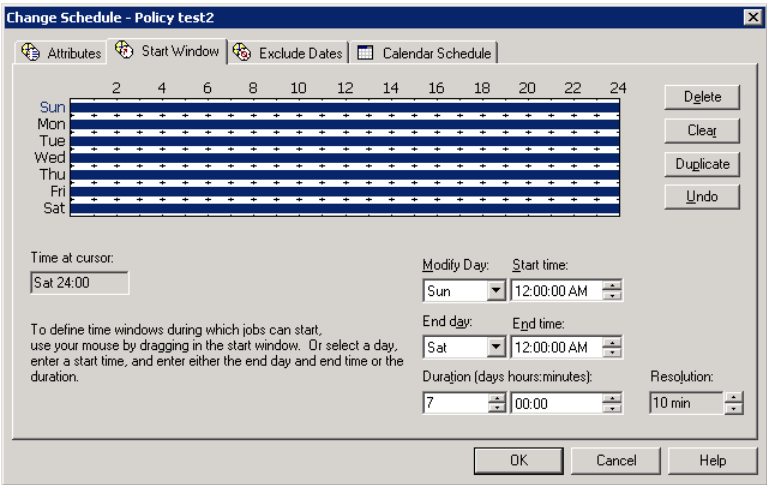 Change Schedule - Policy test2
Attributes Start Window Exclude Dates Calendar Schedule
2 4 6 8 10 12 14 16 18 20 22 24
Sun
Mon
Tue
Wed
Thu
Fri
Sat
Delete
Clear
Duplicate
Undo
Time at cursor:
Sat 24:00
To define time windows during which jobs can start,
use your mouse by dragging in the start window. Or select a day,
enter a start time, and enter either the end day and end time or the
duration.
Modify Day: Start time:
Sun 12:00:00 AM
End day: End time:
Sat 12:00:00 AM
Duration (days hours:minutes): Resolution:
7 00:00 10 min
OK Cancel Help